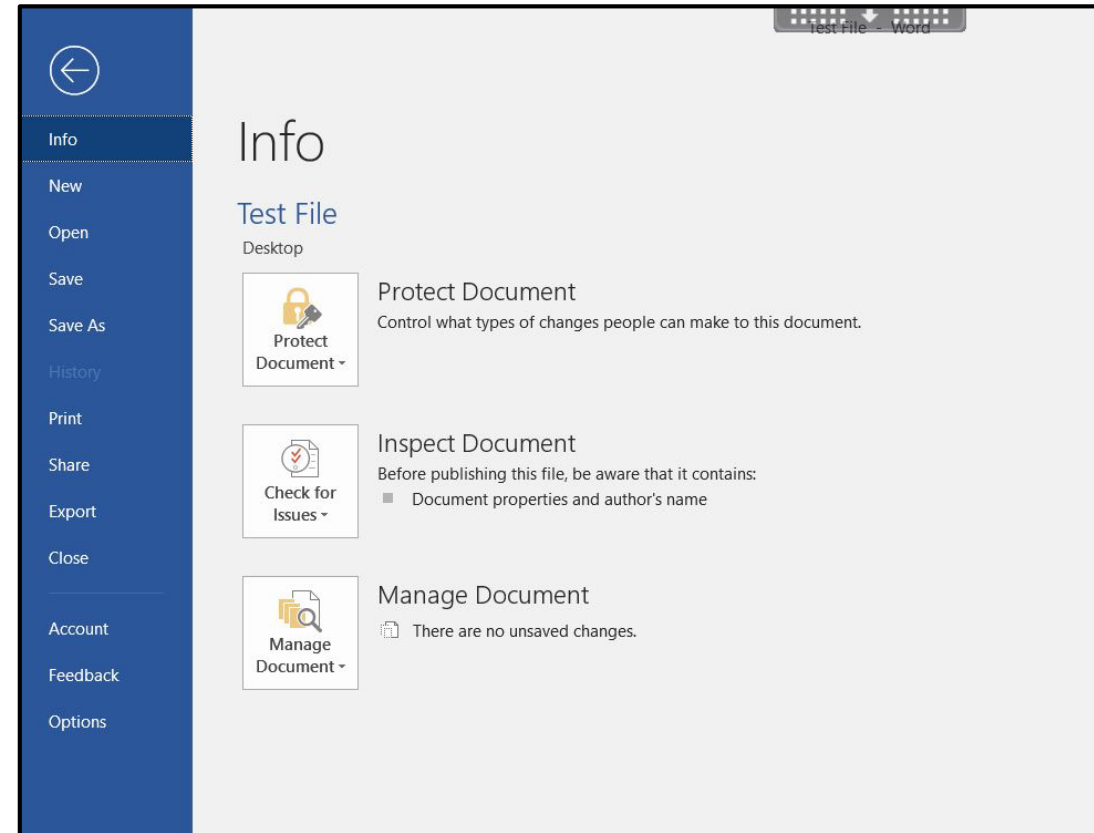 Test File - Word
Info
New
Open
Save
Save As
History
Print
Share
Export
Close
Account
Feedback
Options
Info
Test File
Desktop
Protect
Document
Protect Document
Control what types of changes people can make to this document.
Check for
Issues
Inspect Document
Before publishing this file, be aware that it contains:
Document properties and author's name
Manage
Document
Manage Document
There are no unsaved changes.